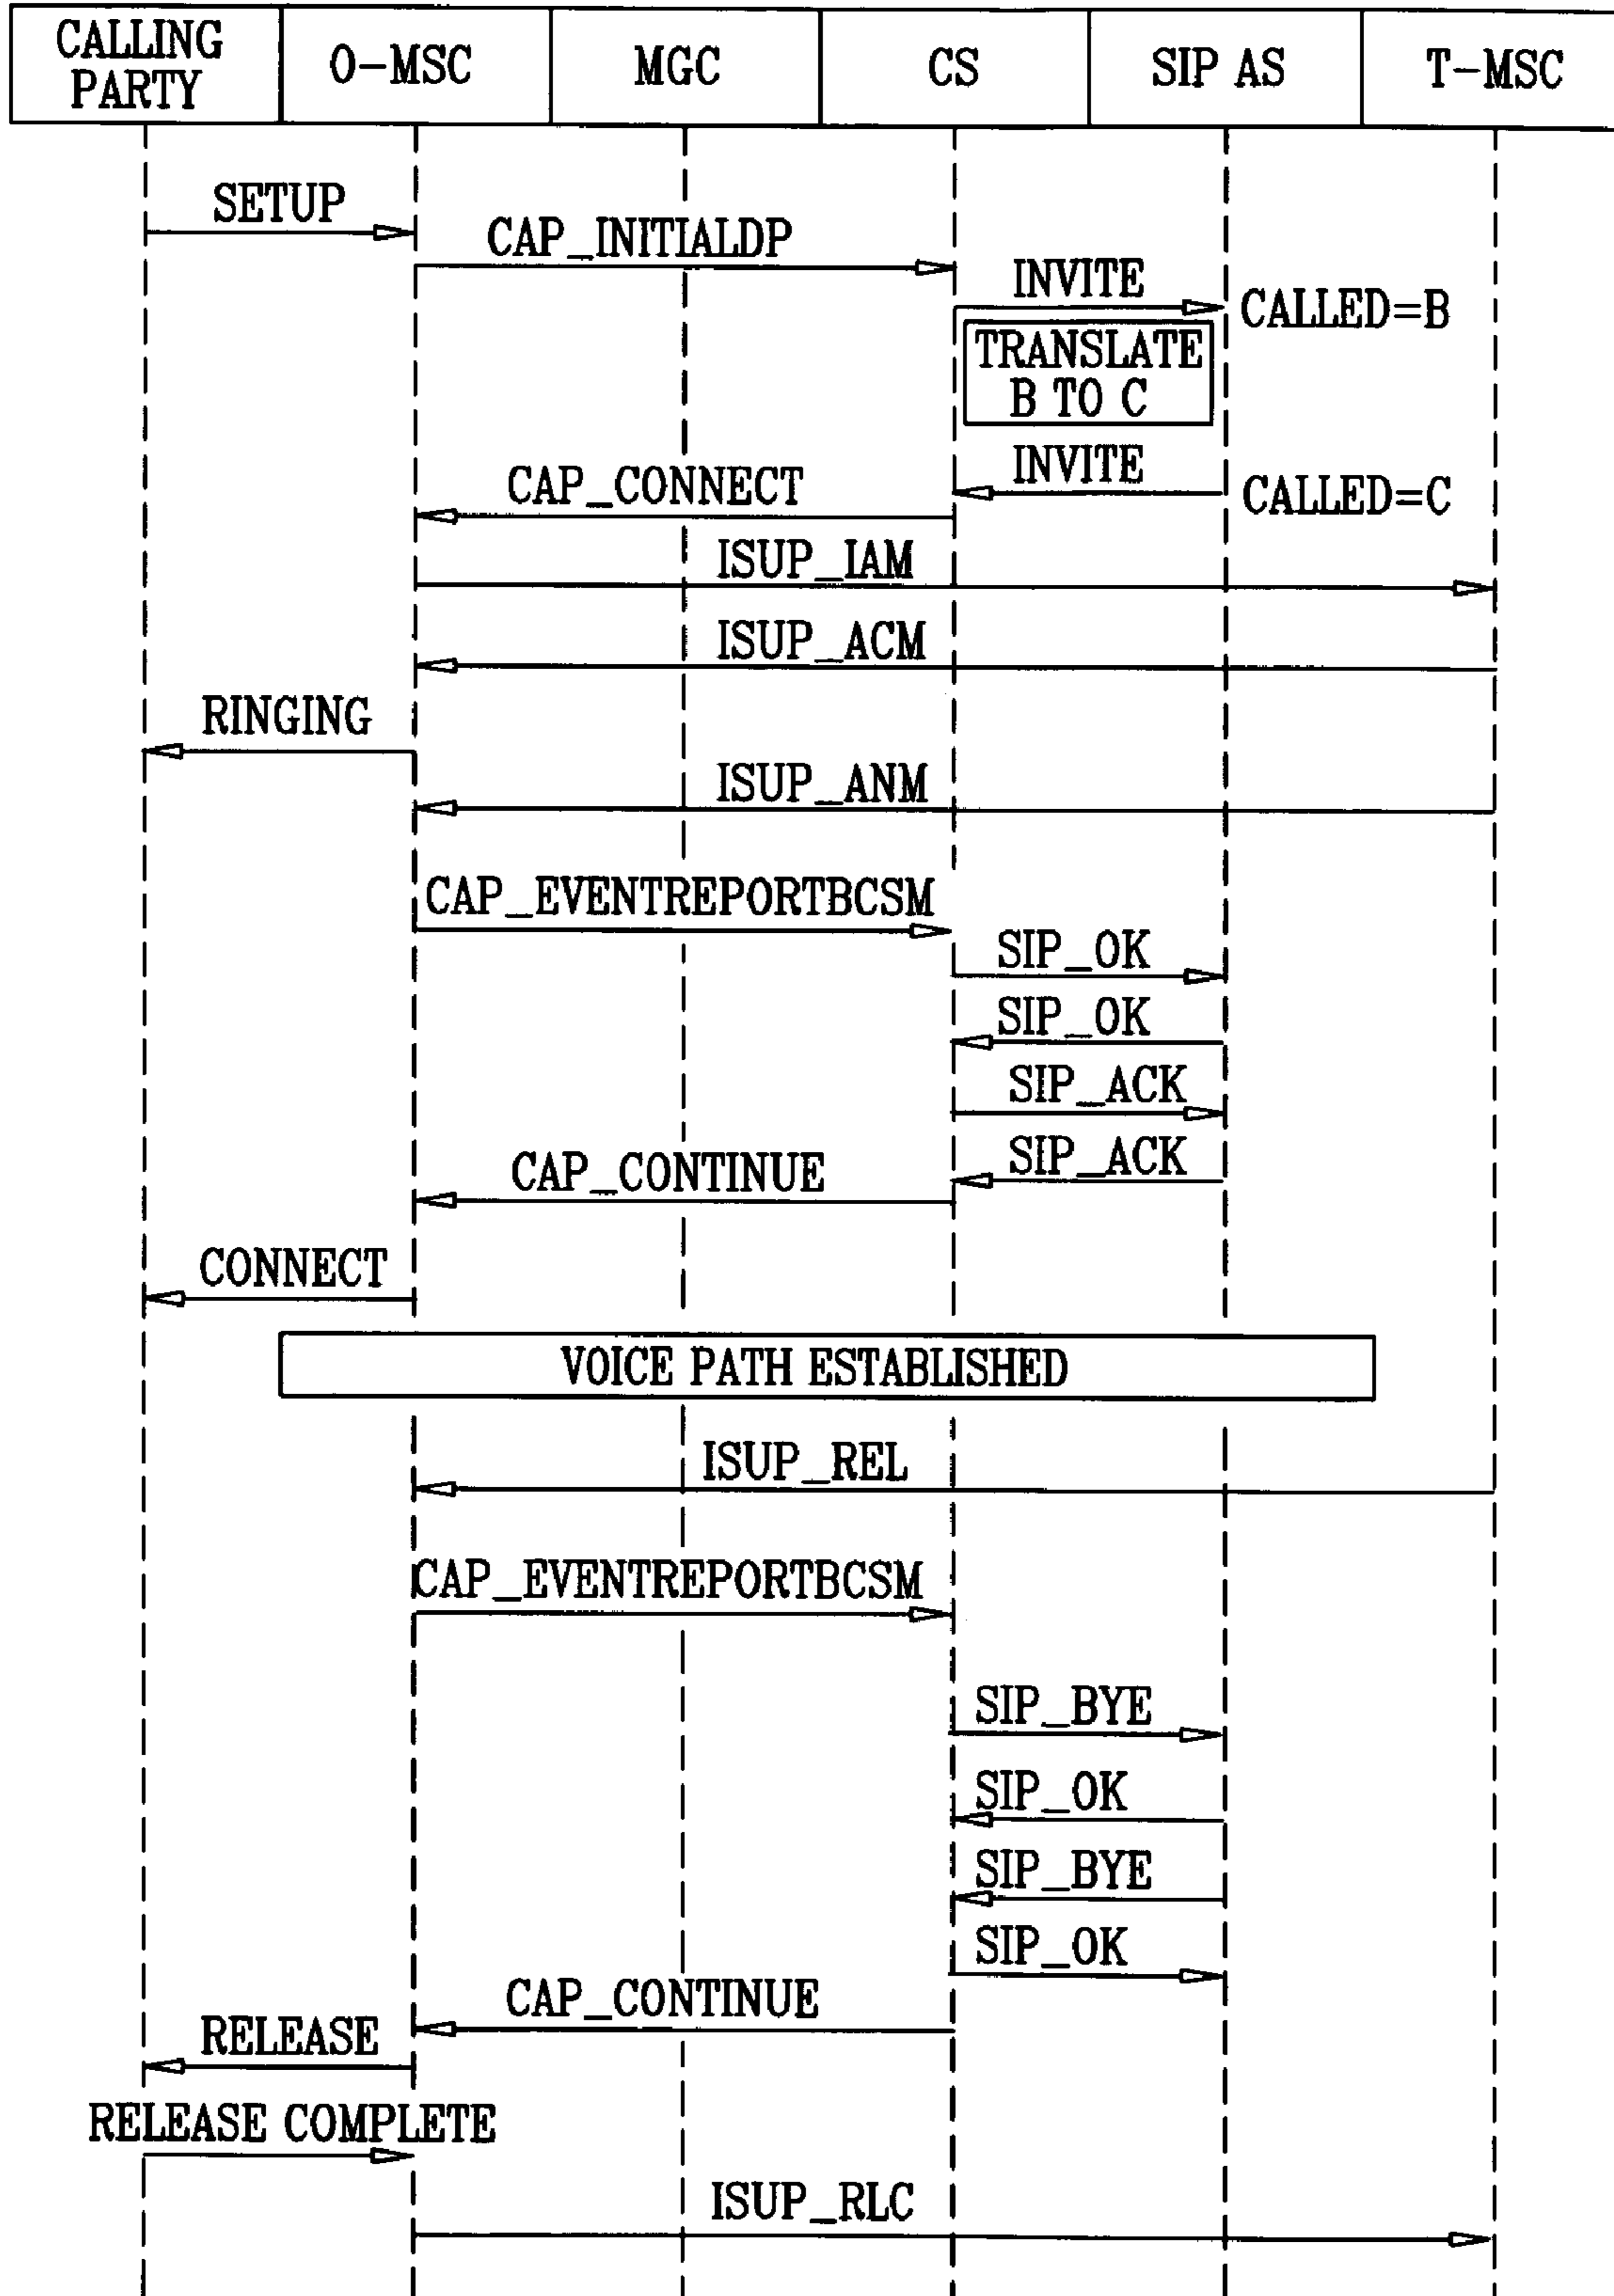 CALLING
PARTY
O-MSC
MGC
CS
SIP AS
T-MSC
SETUP
CAP_INITIALDP
INVITE
CALLED=B
TRANSLATE
B TO C
INVITE
CALLED=C
CAP_CONNECT
ISUP_IAM
ISUP_ACM
RINGING
ISUP_ANM
CAP_EVENTREPORTBCSM
SIP_OK
SIP_OK
SIP_ACK
SIP_ACK
CAP_CONTINUE
CONNECT
VOICE PATH ESTABLISHED
ISUP_REL
CAP_EVENTREPORTBCSM
SIP_BYE
SIP_OK
SIP_BYE
SIP_OK
CAP_CONTINUE
RELEASE
RELEASE COMPLETE
ISUP_RLC